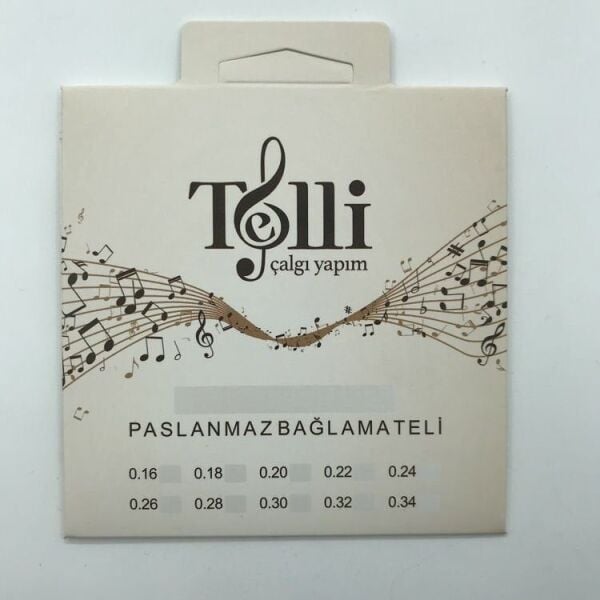 Telli
çalgı yapım
PASLANMAZ BAĞLAMA TELİ
0.16 0.18 0.20 0.22 0.24
0.26 0.28 0.30 0.32 0.34